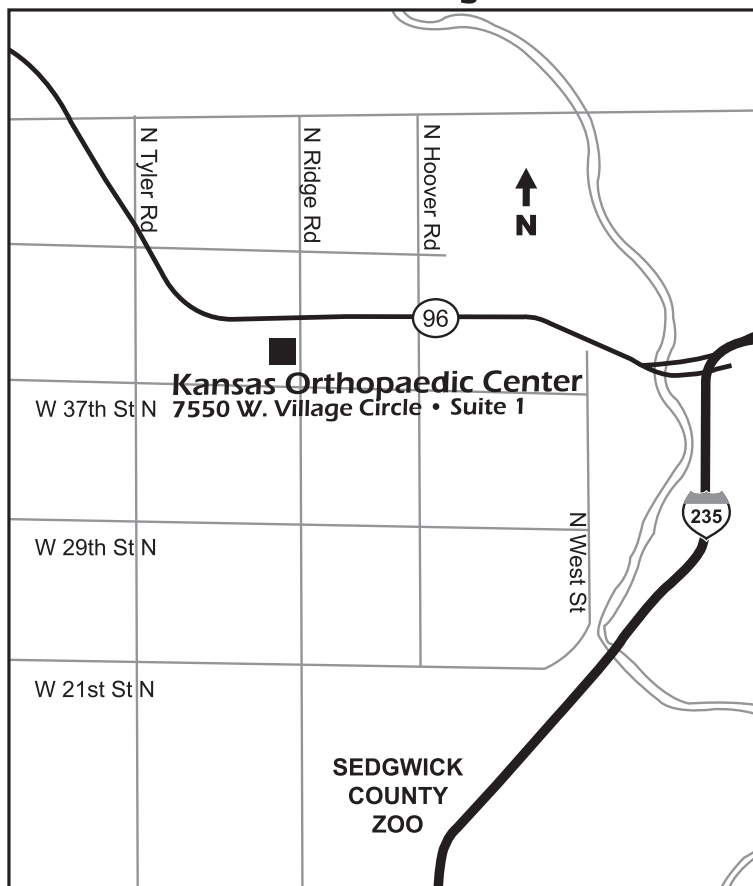 N Tyler Rd
N Ridge Rd
N Hoover Rd
N
96
Kansas Orthopaedic Center
7550 W. Village Circle • Suite 1
W 37th St N
235
N West St
W 29th St N
W 21st St N
SEDGWICK
COUNTY
ZOO